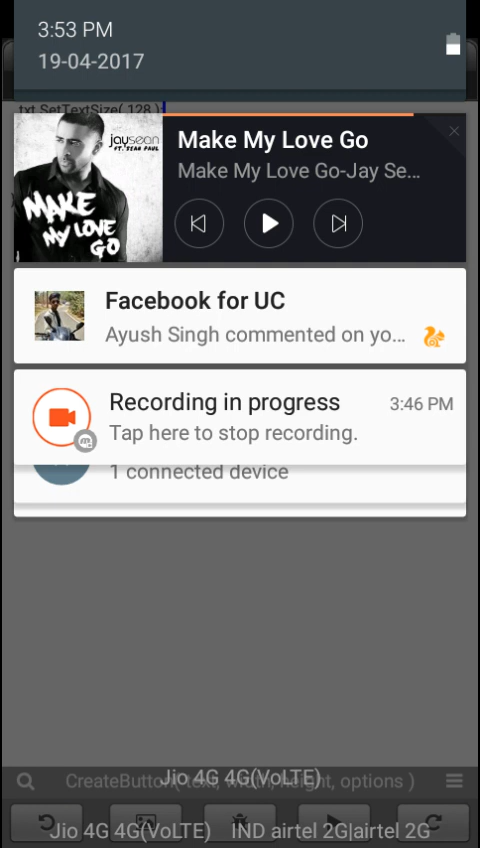 3:53 PM
19-04-2017
txt.SetTextSize( 128 );
jaysean
FT. SEAN PAUL
MAKE
MY LOVE
GO
Make My Love Go
Make My Love Go-Jay Se...
Facebook for UC
Ayush Singh commented on yo...
Recording in progress
3:46 PM
Tap here to stop recording.
1 connected device
Jio 4G 4G(VoLTE)
CreateButton( text, width, height, options )
Jio 4G 4G(VoLTE) IND airtel 2G|airtel 2G